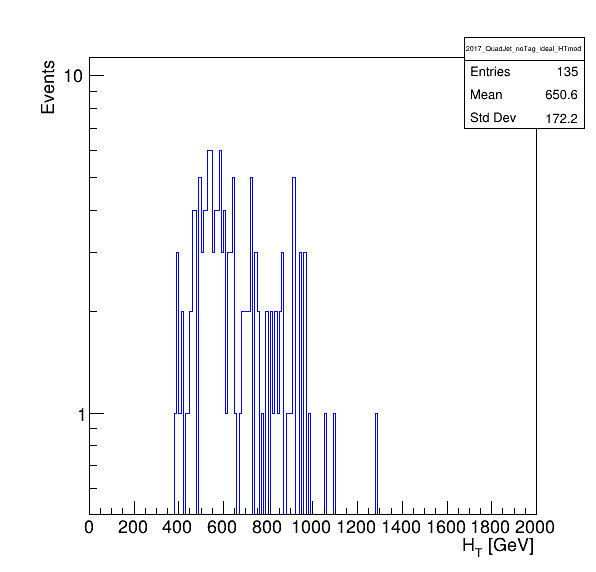 2017_QuadJet_noTag_ideal_HTmod
Entries 135
Mean 650.6
Std Dev 172.2
Events
10
1
0 200 400 600 800 1000 1200 1400 1600 1800 2000
H_T [GeV]